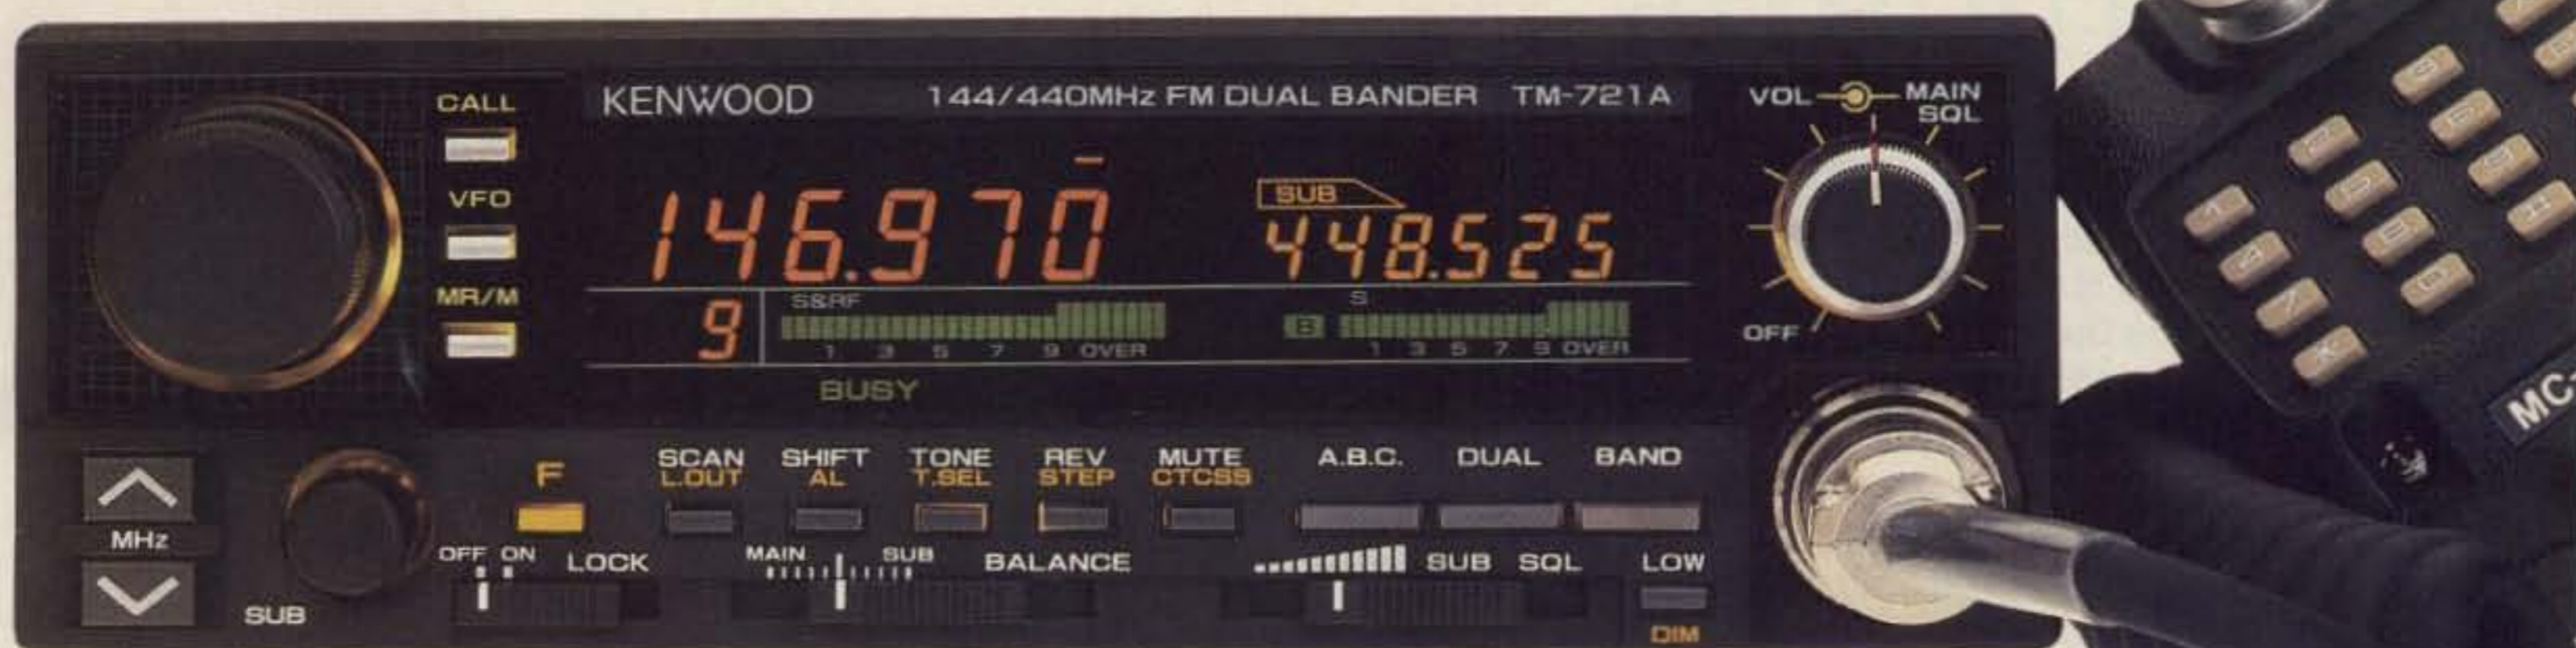 CALL
KENWOOD 144/440MHz FM DUAL BANDER TM-721A
VOL MAIN
SQL
VFO
146.970
SUB
448.525
MR/M
9
S&RF
1 3 5 7 9 OVER
B
S
1 3 5 7 9 OVER
OFF
BUSY
MC-
F
SCAN SHIFT TONE REV MUTE A.B.C. DUAL BAND
L.OUT AL T.SEL STEP CTCSS
MHz
OFF ON LOCK
MAIN SUB BALANCE
SUB SQL
LOW
SUB
DIM